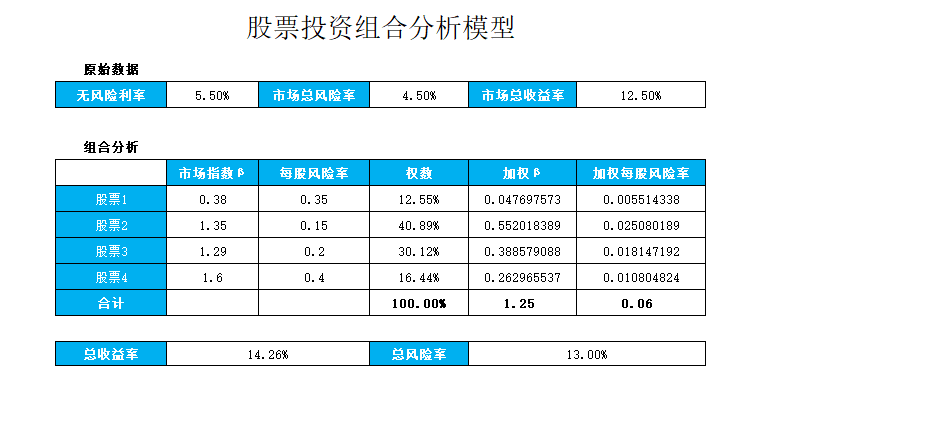 股票投资组合分析模型
原始数据
无风险利率 5.50% 市场总风险率 4.50% 市场总收益率 12.50%
组合分析
市场指数β 每股风险率 权数 加权β 加权每股风险率
股票1 0.38 0.35 12.55% 0.047697573 0.005514338
股票2 1.35 0.15 40.89% 0.552018389 0.025080189
股票3 1.29 0.2 30.12% 0.388579088 0.018147192
股票4 1.6 0.4 16.44% 0.262965537 0.010804824
合计 100.00% 1.25 0.06
总收益率 14.26% 总风险率 13.00%